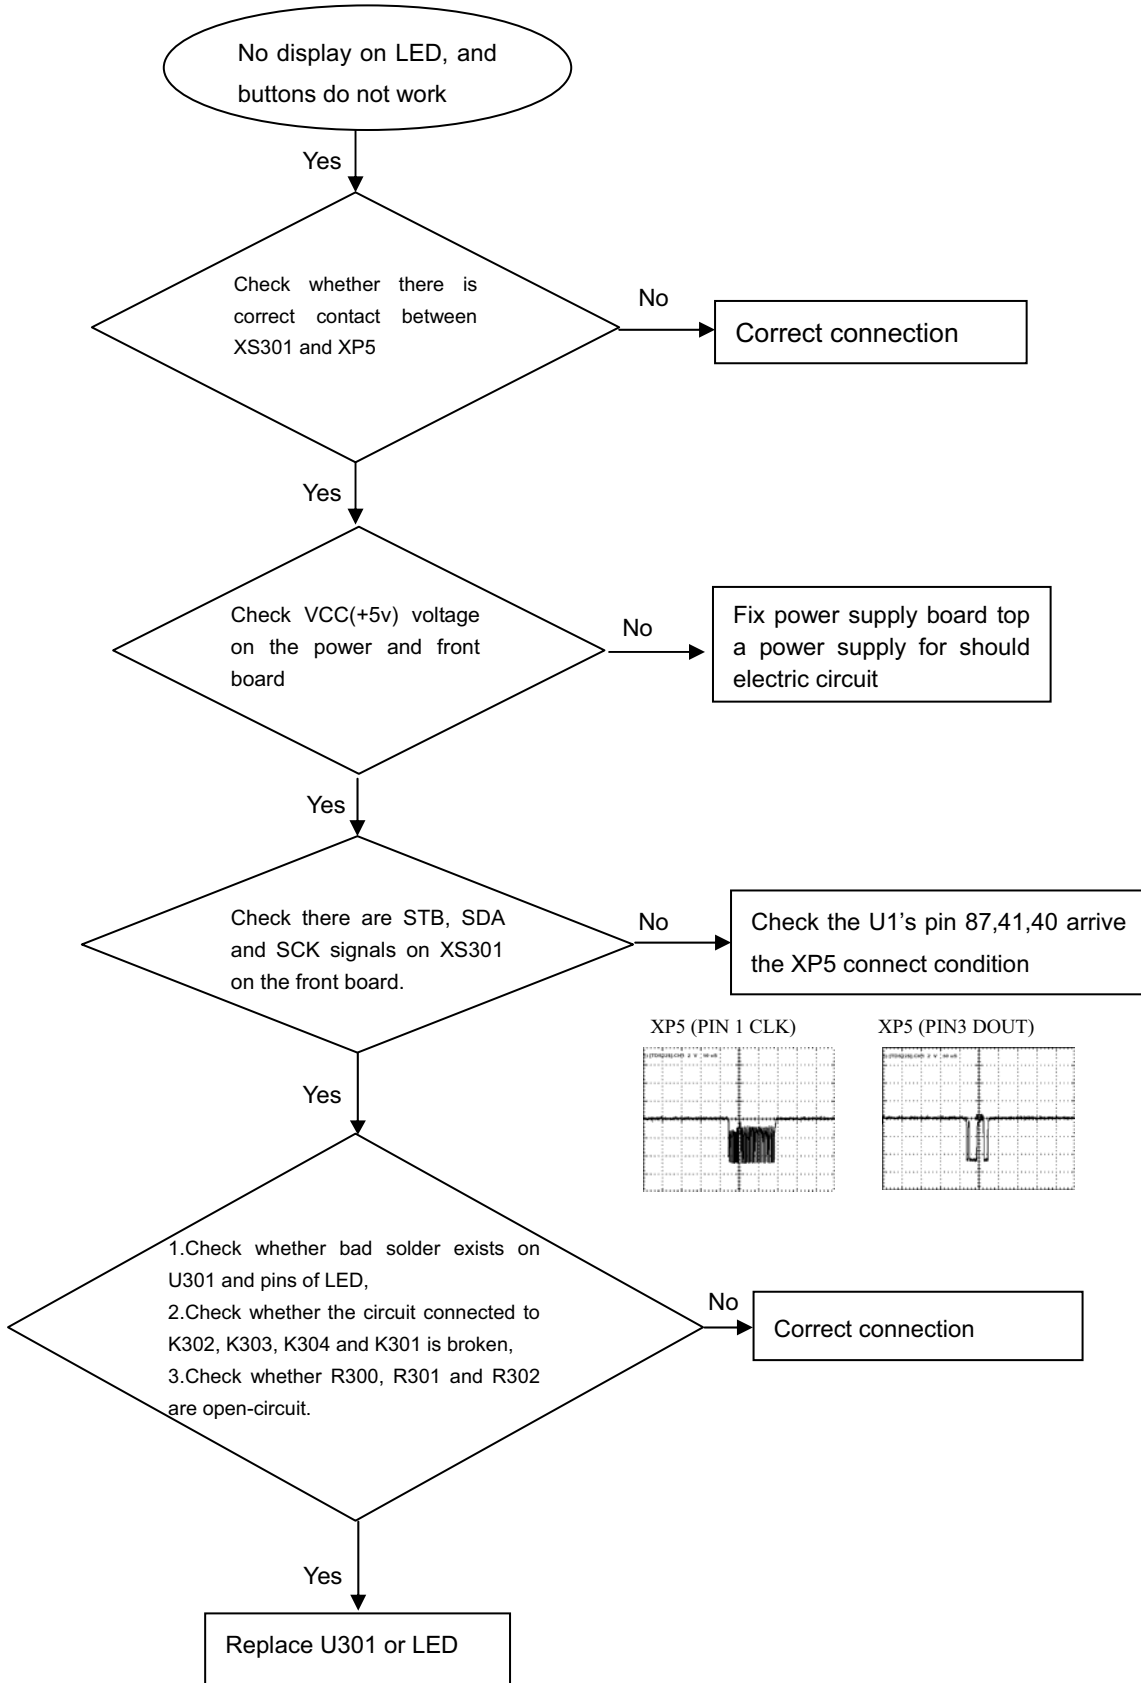 No display on LED, and
buttons do not work
Yes
Check whether there is
correct contact between
XS301 and XP5
No
Correct connection
Yes
Check VCC(+5v) voltage
on the power and front
board
No
Fix power supply board top
a power supply for should
electric circuit
Yes
Check there are STB, SDA
and SCK signals on XS301
on the front board.
No
Check the U1’s pin 87,41,40 arrive
the XP5 connect condition
XP5 (PIN 1 CLK)
XP5 (PIN3 DOUT)
Yes
1.Check whether bad solder exists on
U301 and pins of LED,
2.Check whether the circuit connected to
K302, K303, K304 and K301 is broken,
3.Check whether R300, R301 and R302
are open-circuit.
No
Correct connection
Yes
Replace U301 or LED